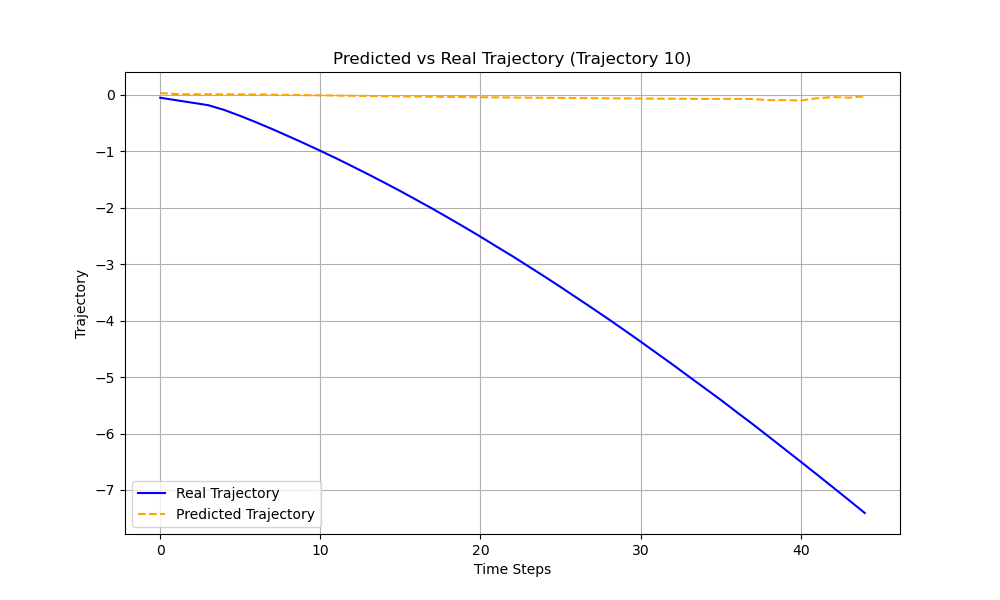 Predicted vs Real Trajectory (Trajectory 10)
Trajectory
0
−1
−2
−3
−4
−5
−6
−7
Real Trajectory
Predicted Trajectory
0 10 20 30 40
Time Steps